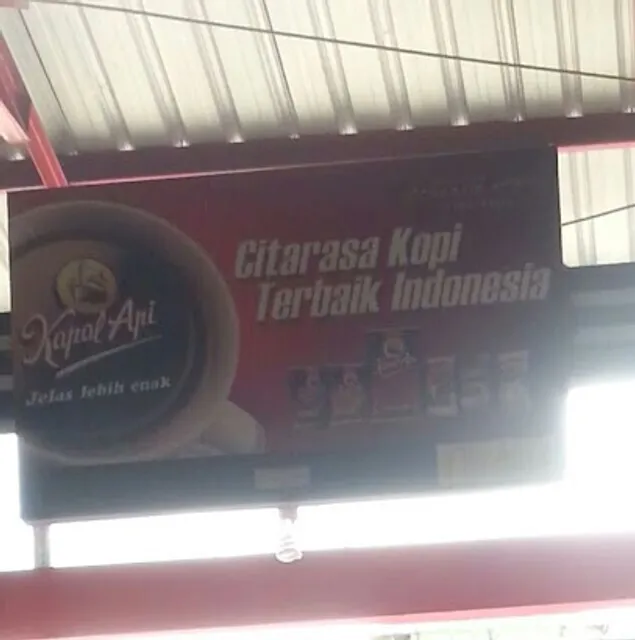 Citarasa Kopi
Terbaik Indonesia
Kapal Api
Jelas lebih enak